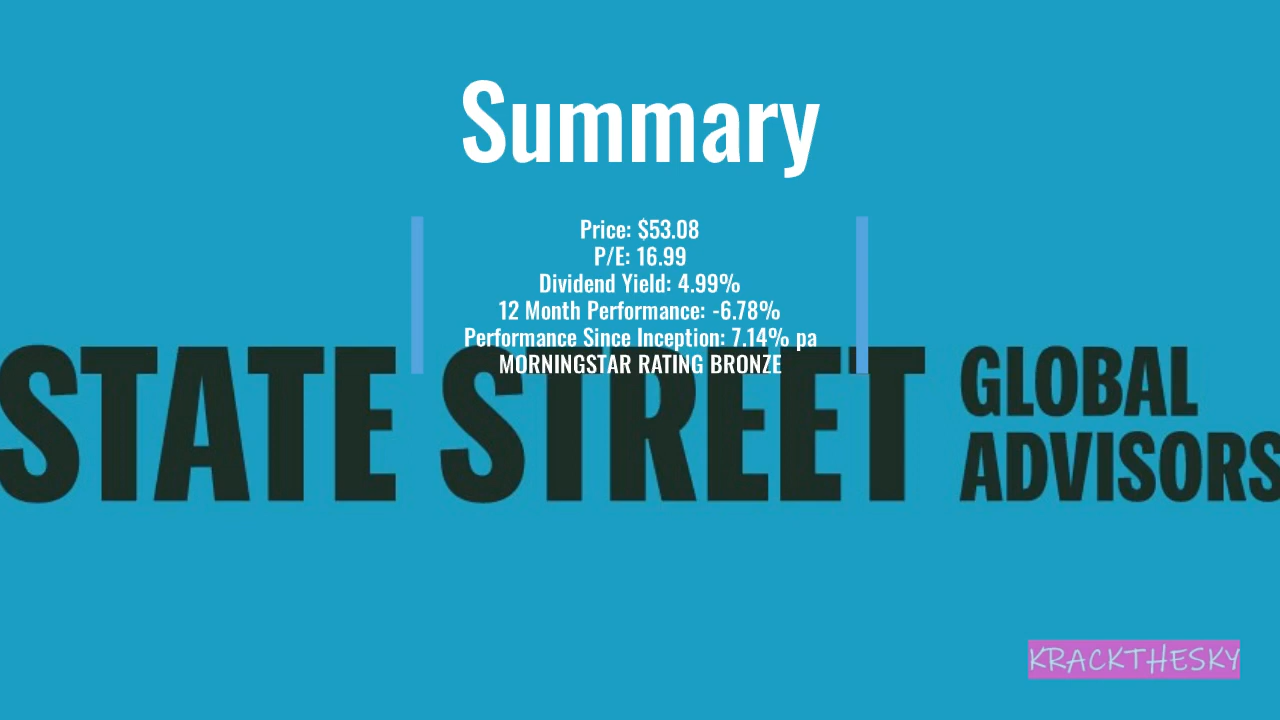 Summary
Price: $53.08
P/E: 16.99
Dividend Yield: 4.99%
12 Month Performance: -6.78%
Performance Since Inception: 7.14% pa
MORNINGSTAR RATING BRONZE
STATE STREET
GLOBAL
ADVISORS
KRACKTHESKY